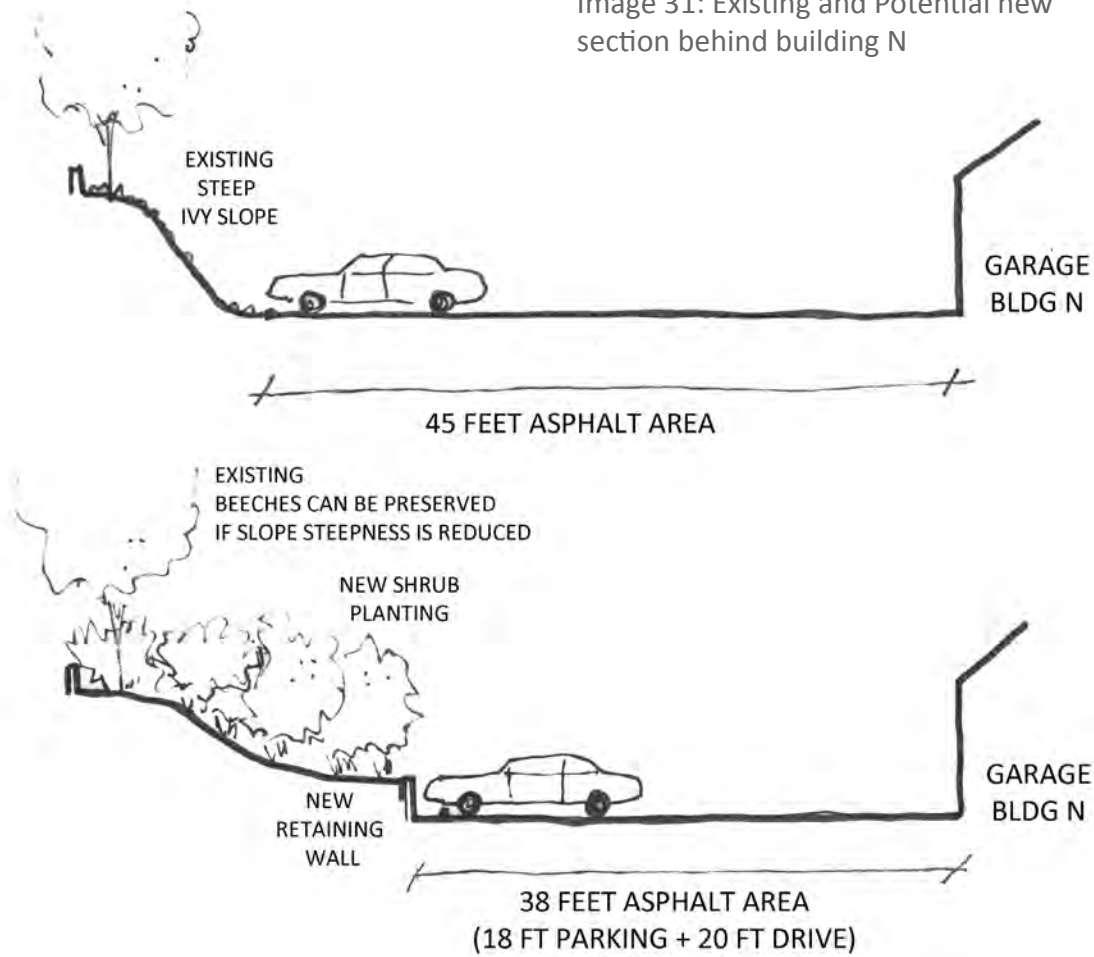 Image 31: Existing and Potential new
section behind building N
EXISTING
STEEP
IVY SLOPE
GARAGE
BLDG N
45 FEET ASPHALT AREA
EXISTING
BEECHES CAN BE PRESERVED
IF SLOPE STEEPNESS IS REDUCED
NEW SHRUB
PLANTING
NEW
RETAINING
WALL
GARAGE
BLDG N
38 FEET ASPHALT AREA
(18 FT PARKING + 20 FT DRIVE)